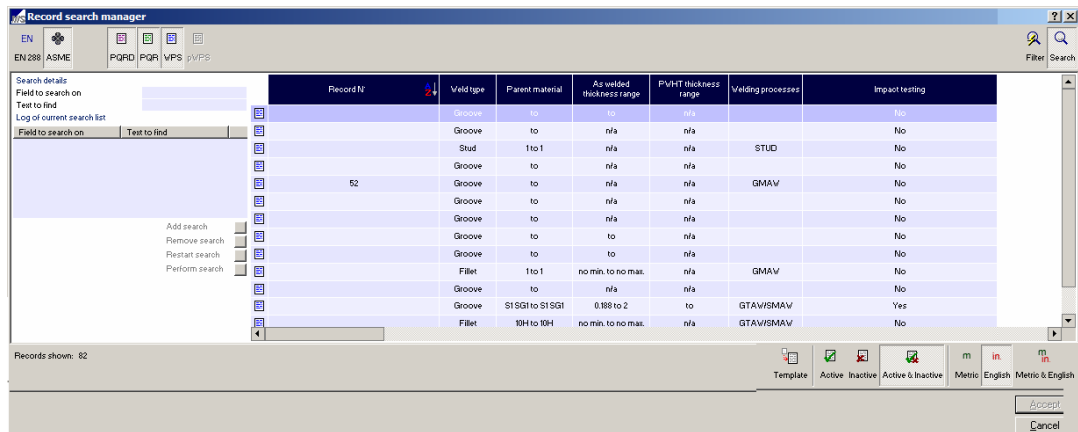 WPS Record search manager
EN ASME
EN 288 ASME PQRD PQR WPS pWPS Filter Search
Search details
Field to search on
Text to find
Log of current search list
Field to search on Text to find
Add search
Remove search
Restart search
Perform search
Record N° Weld type Parent material As welded thickness range PWHT thickness range Welding processes Impact testing
Groove to to n/a No
Groove to n/a n/a No
Stud 1 to 1 n/a n/a STUD No
Groove to n/a n/a No
52 Groove to n/a n/a GMAW No
Groove to n/a n/a No
Groove to n/a n/a No
Groove to to n/a No
Groove to to n/a No
Fillet 1 to 1 no min. to no max. n/a GMAW No
Groove to n/a n/a No
Groove S1 SG1 to S1 SG1 0.188 to 2 to GTAW/SMAW Yes
Fillet 10H to 10H no min. to no max. n/a GTAW/SMAW No
Records shown: 82
m in. m in.
Template Active Inactive Active & Inactive Metric English Metric & English
Accept
Cancel